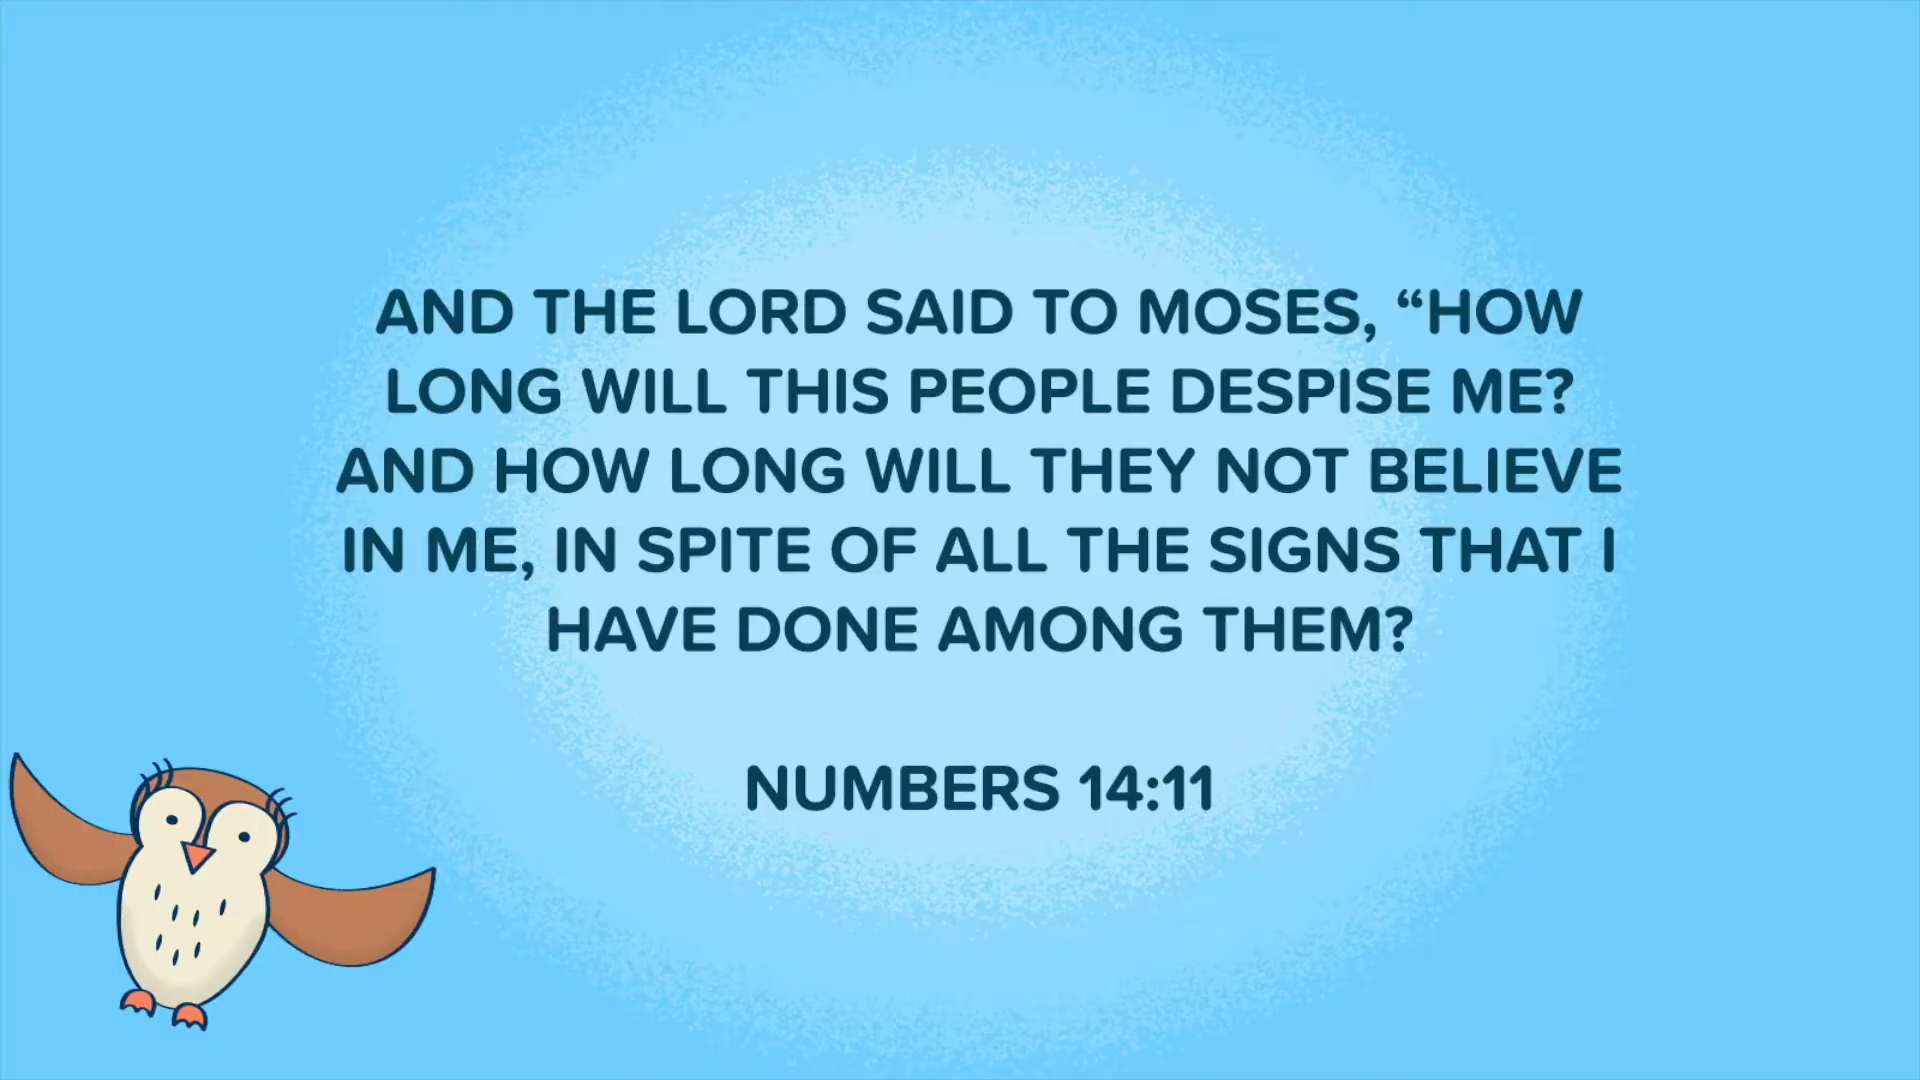 AND THE LORD SAID TO MOSES, “HOW
LONG WILL THIS PEOPLE DESPISE ME?
AND HOW LONG WILL THEY NOT BELIEVE
IN ME, IN SPITE OF ALL THE SIGNS THAT I
HAVE DONE AMONG THEM?
NUMBERS 14:11